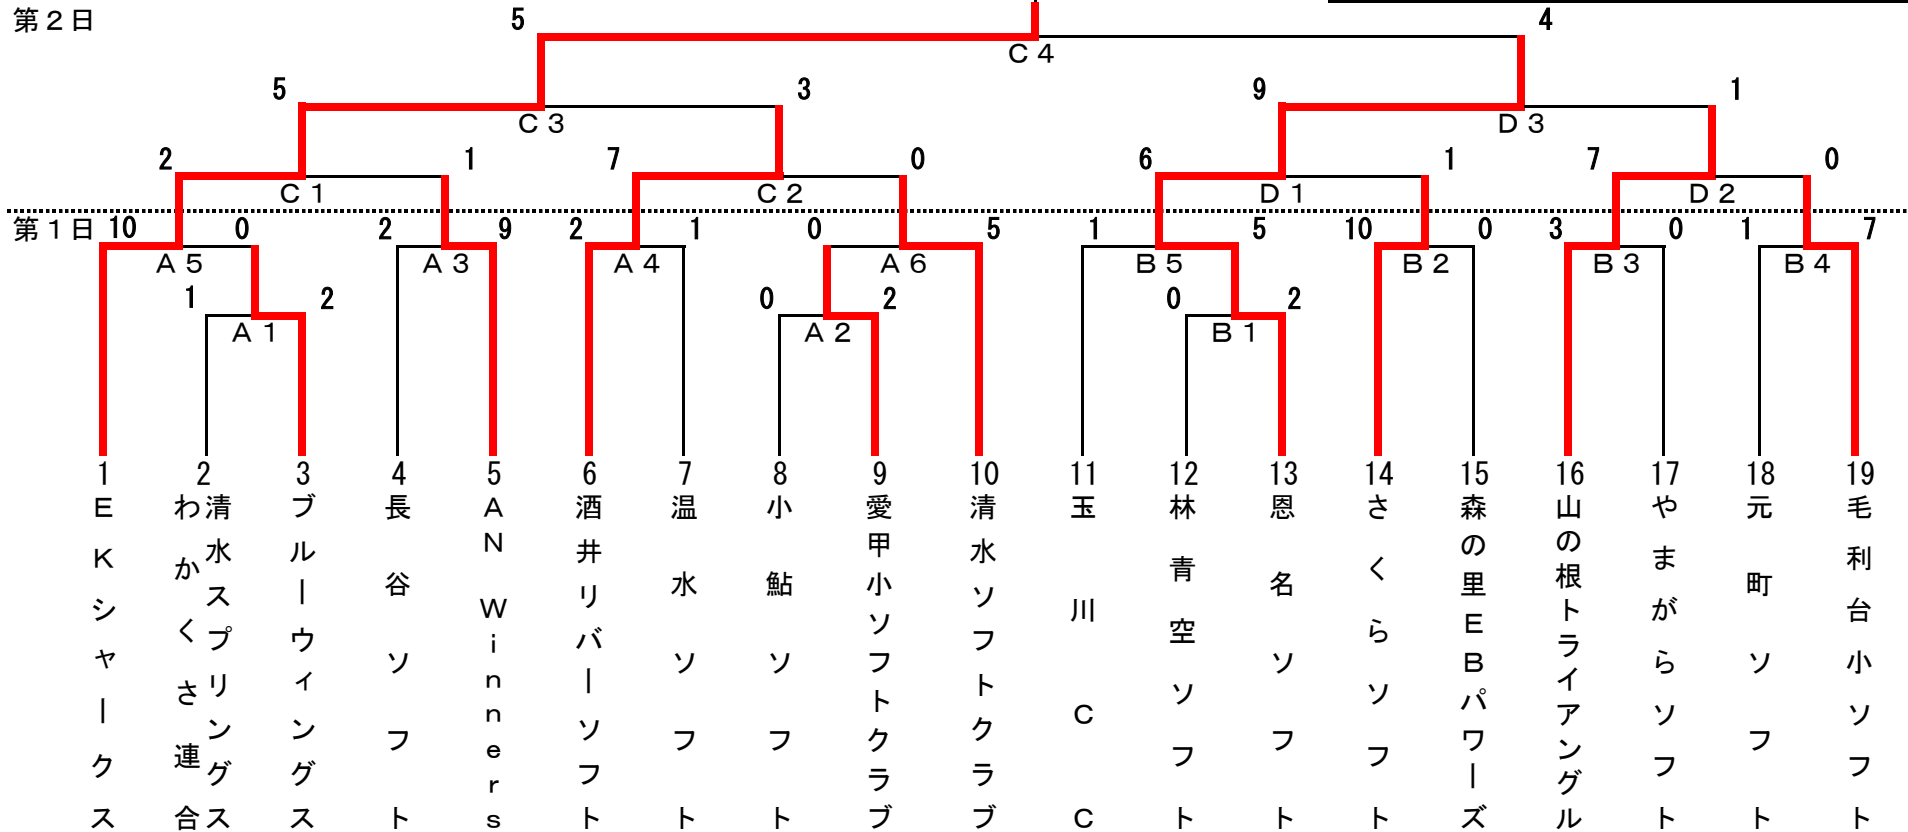 第２日 5 4
Ｃ４
5 3 9 1
Ｃ３ Ｄ３
2 1 7 0 6 1 7 0
Ｃ１ Ｃ２ Ｄ１ Ｄ２
第１日 10 0 2 9 2 1 0 5 1 5 10 0 3 0 1 7
Ａ５ Ａ３ Ａ４ Ａ６ Ｂ５ Ｂ２ Ｂ３ Ｂ４
1 2 0 2 0 2
Ａ１ Ａ２ Ｂ１
1 2 3 4 5 6 7 8 9 10 11 12 13 14 15 16 17 18 19
ＥＫシャークス
清水スプリングス
わかくさ連合
ブルーウィングス
長谷ソフト
ＡＮ Ｗｉｎｎｅｒｓ
酒井リバーソフト
温水ソフト
小鮎ソフト
愛甲小ソフトクラブ
清水ソフトクラブ
玉川ＣＣ
林青空ソフト
恩名ソフト
さくらソフト
森の里ＥＢパワーズ
山の根トライアングル
やまがらソフト
元町ソフト
毛利台小ソフト